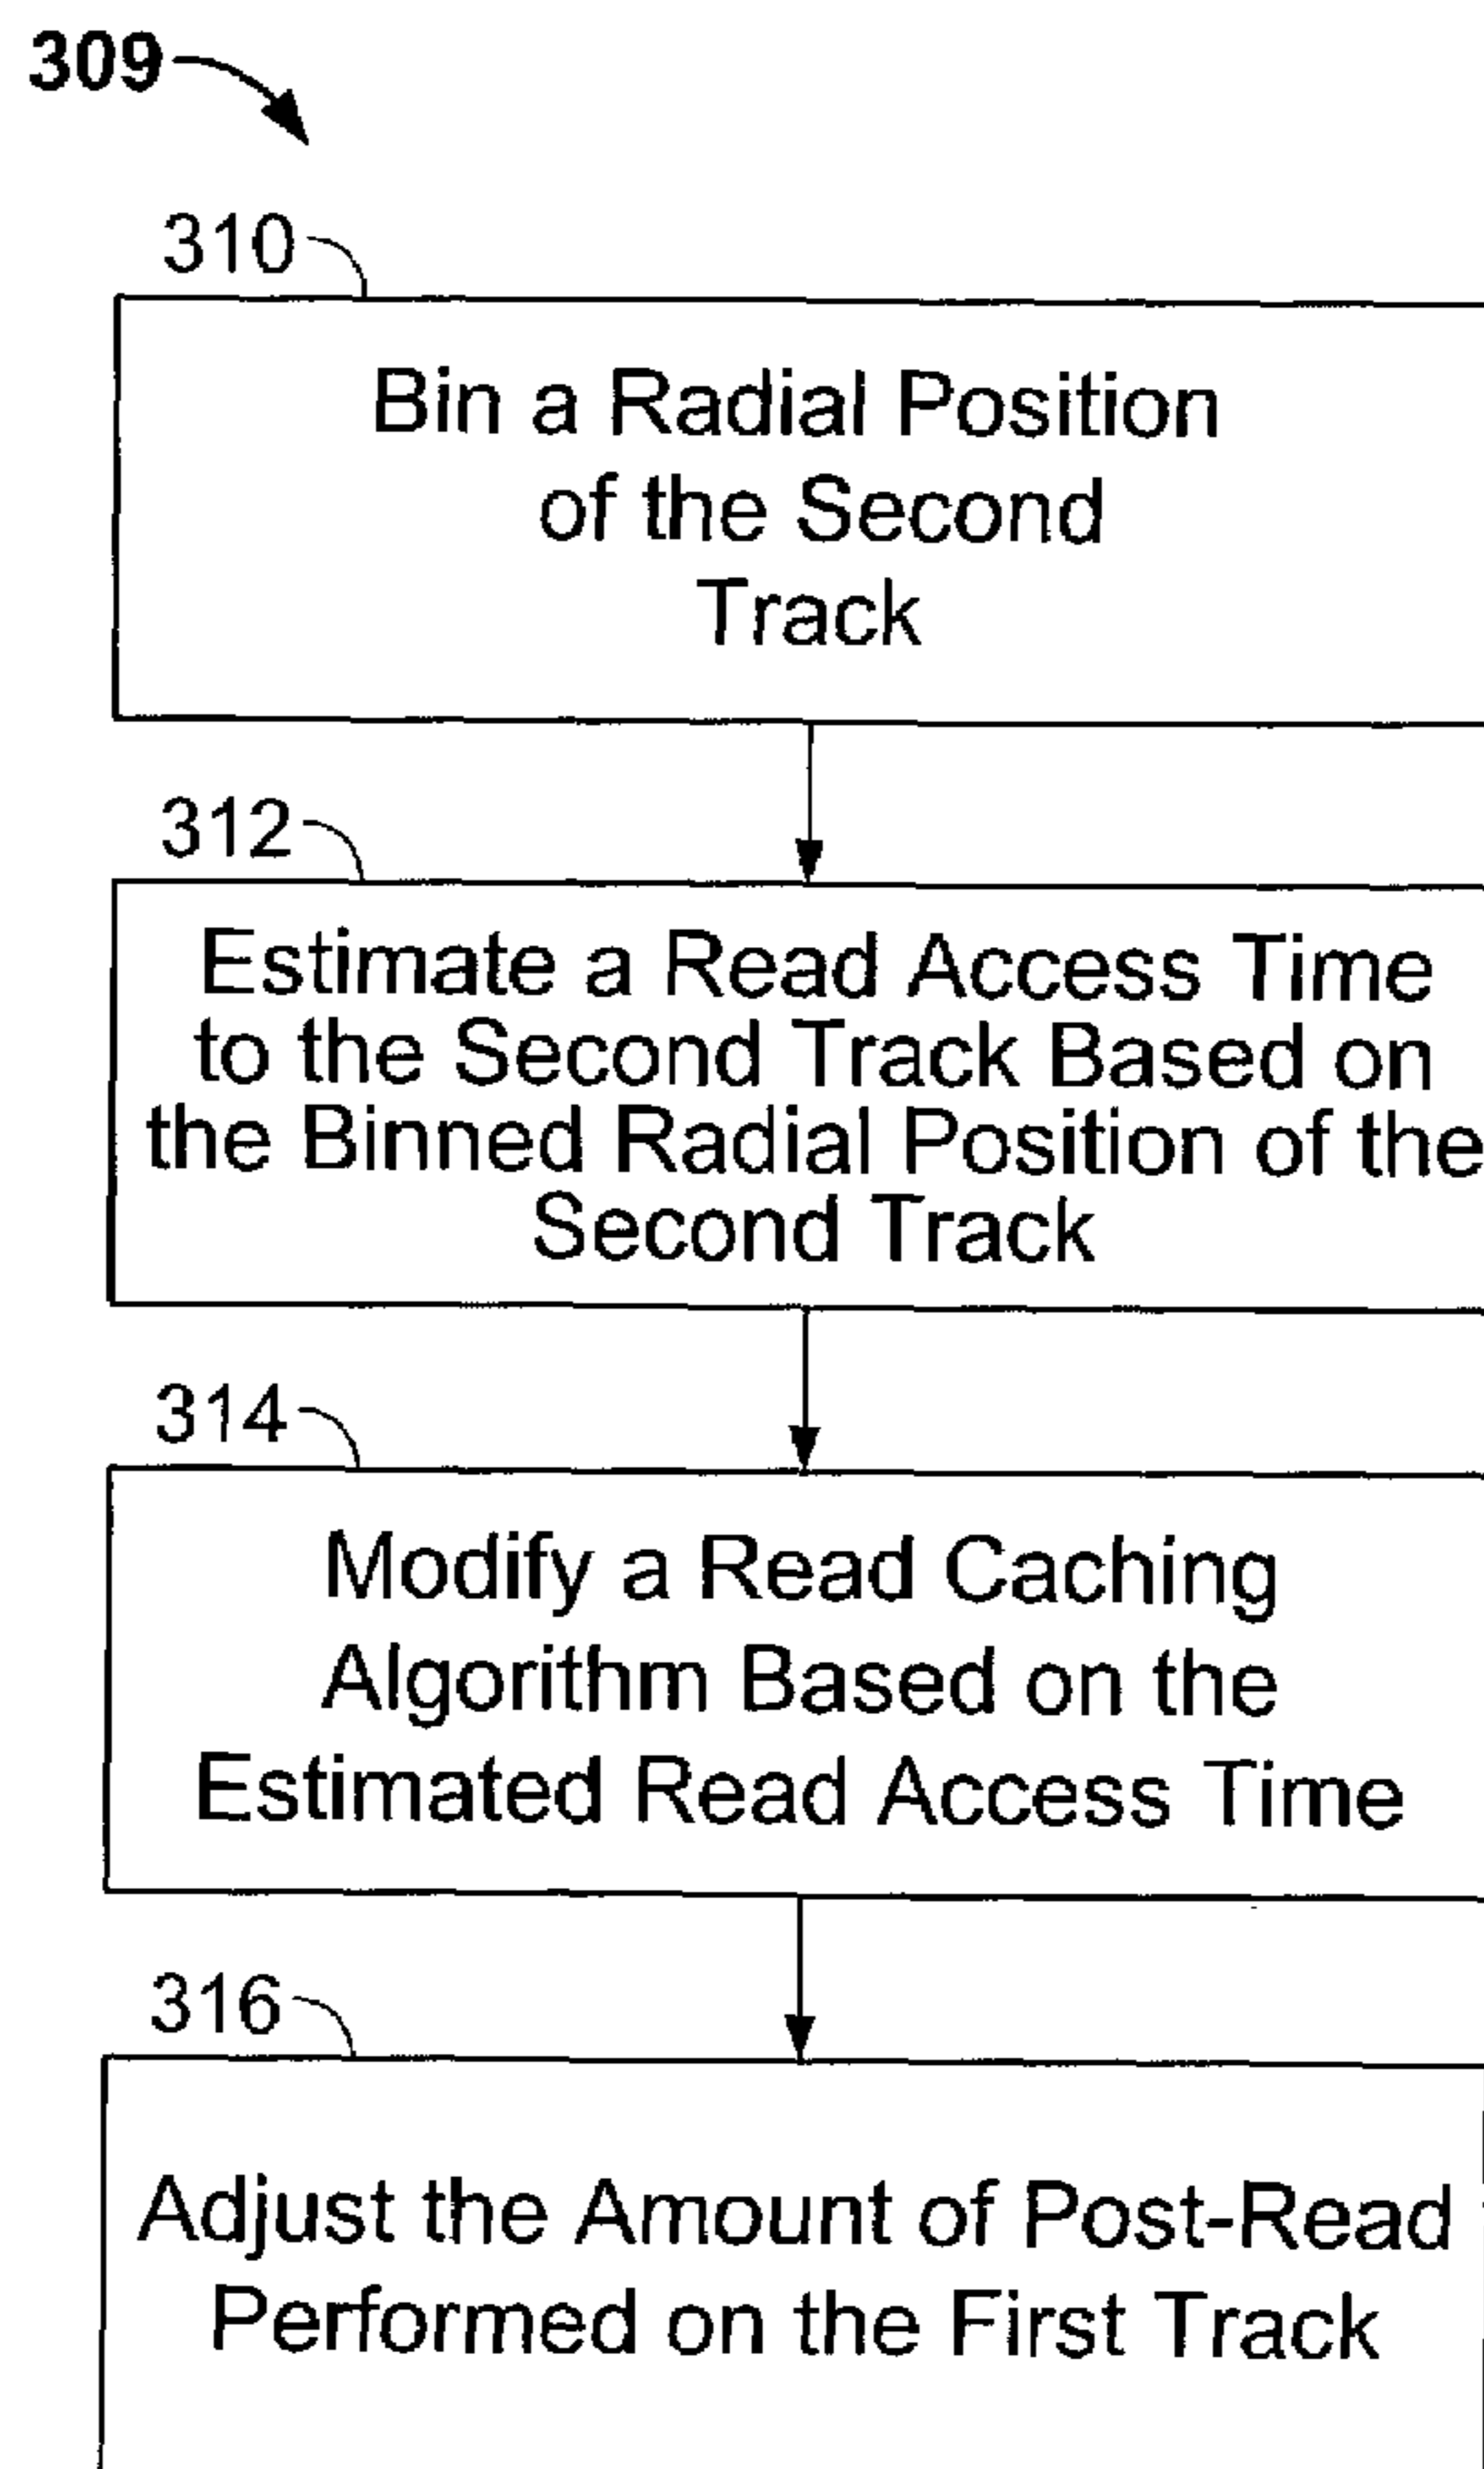 309
310
Bin a Radial Position
of the Second
Track
312
Estimate a Read Access Time
to the Second Track Based on
the Binned Radial Position of the
Second Track
314
Modify a Read Caching
Algorithm Based on the
Estimated Read Access Time
316
Adjust the Amount of Post-Read
Performed on the First Track